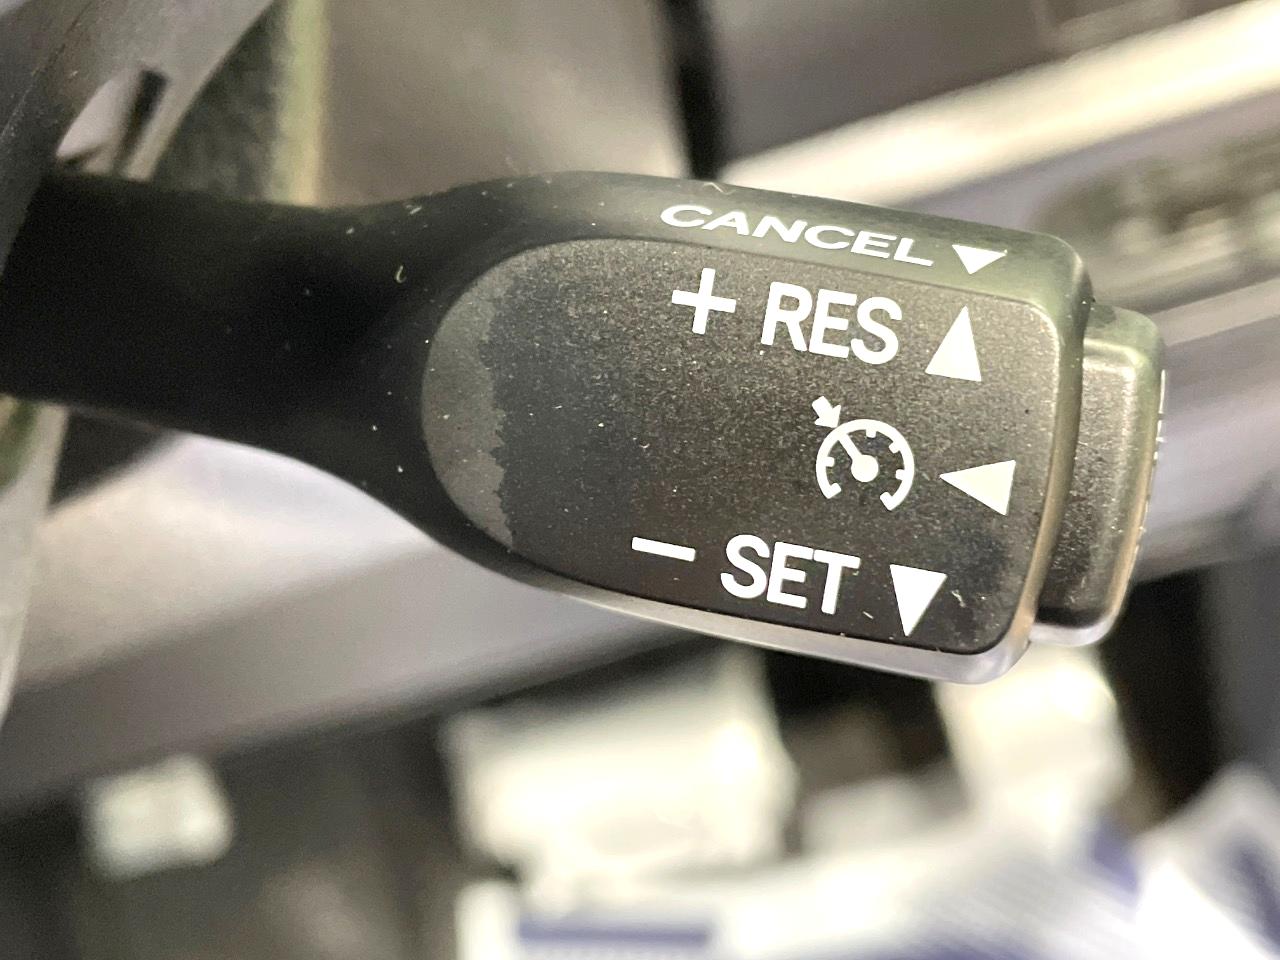 CANCEL
+ RES
- SET